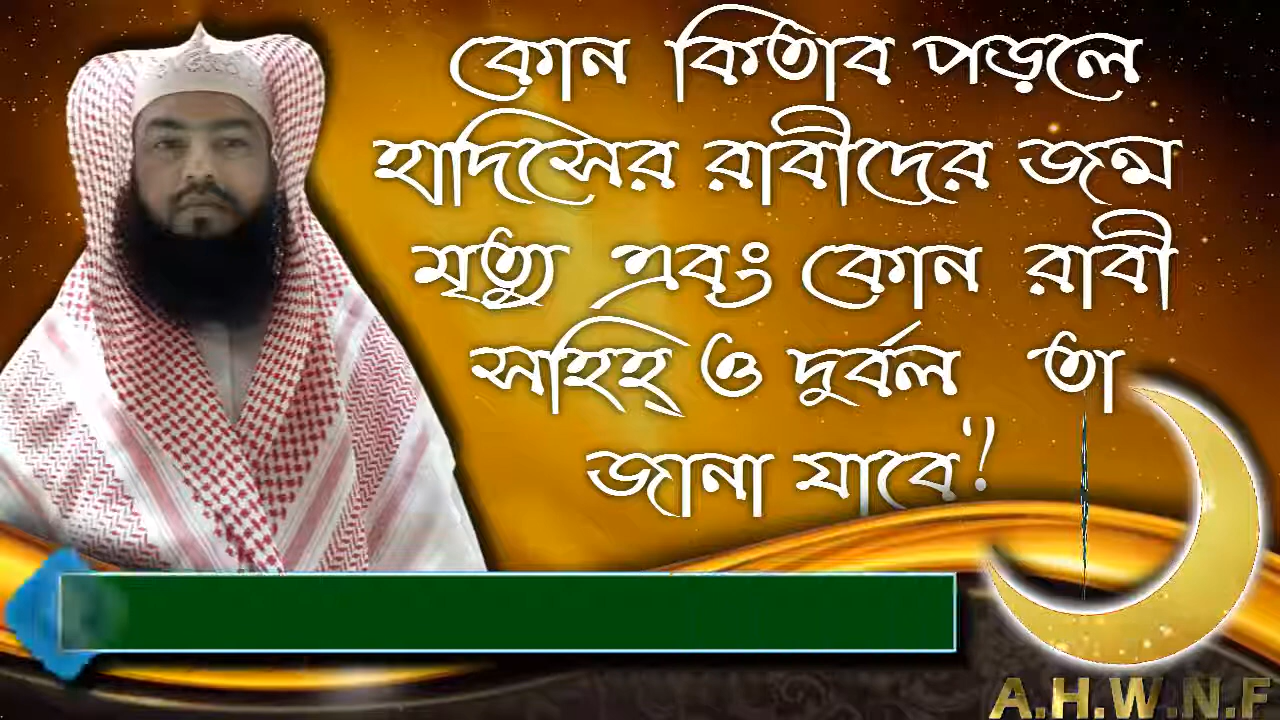 কোন কিতাব পড়লে
হাদিসের রাবীদের জন্ম
মৃত্যু এবং কোন রাবী
সহিহ্ ও দুর্বল তা
জানা যাবে?
A.H.W.N.F